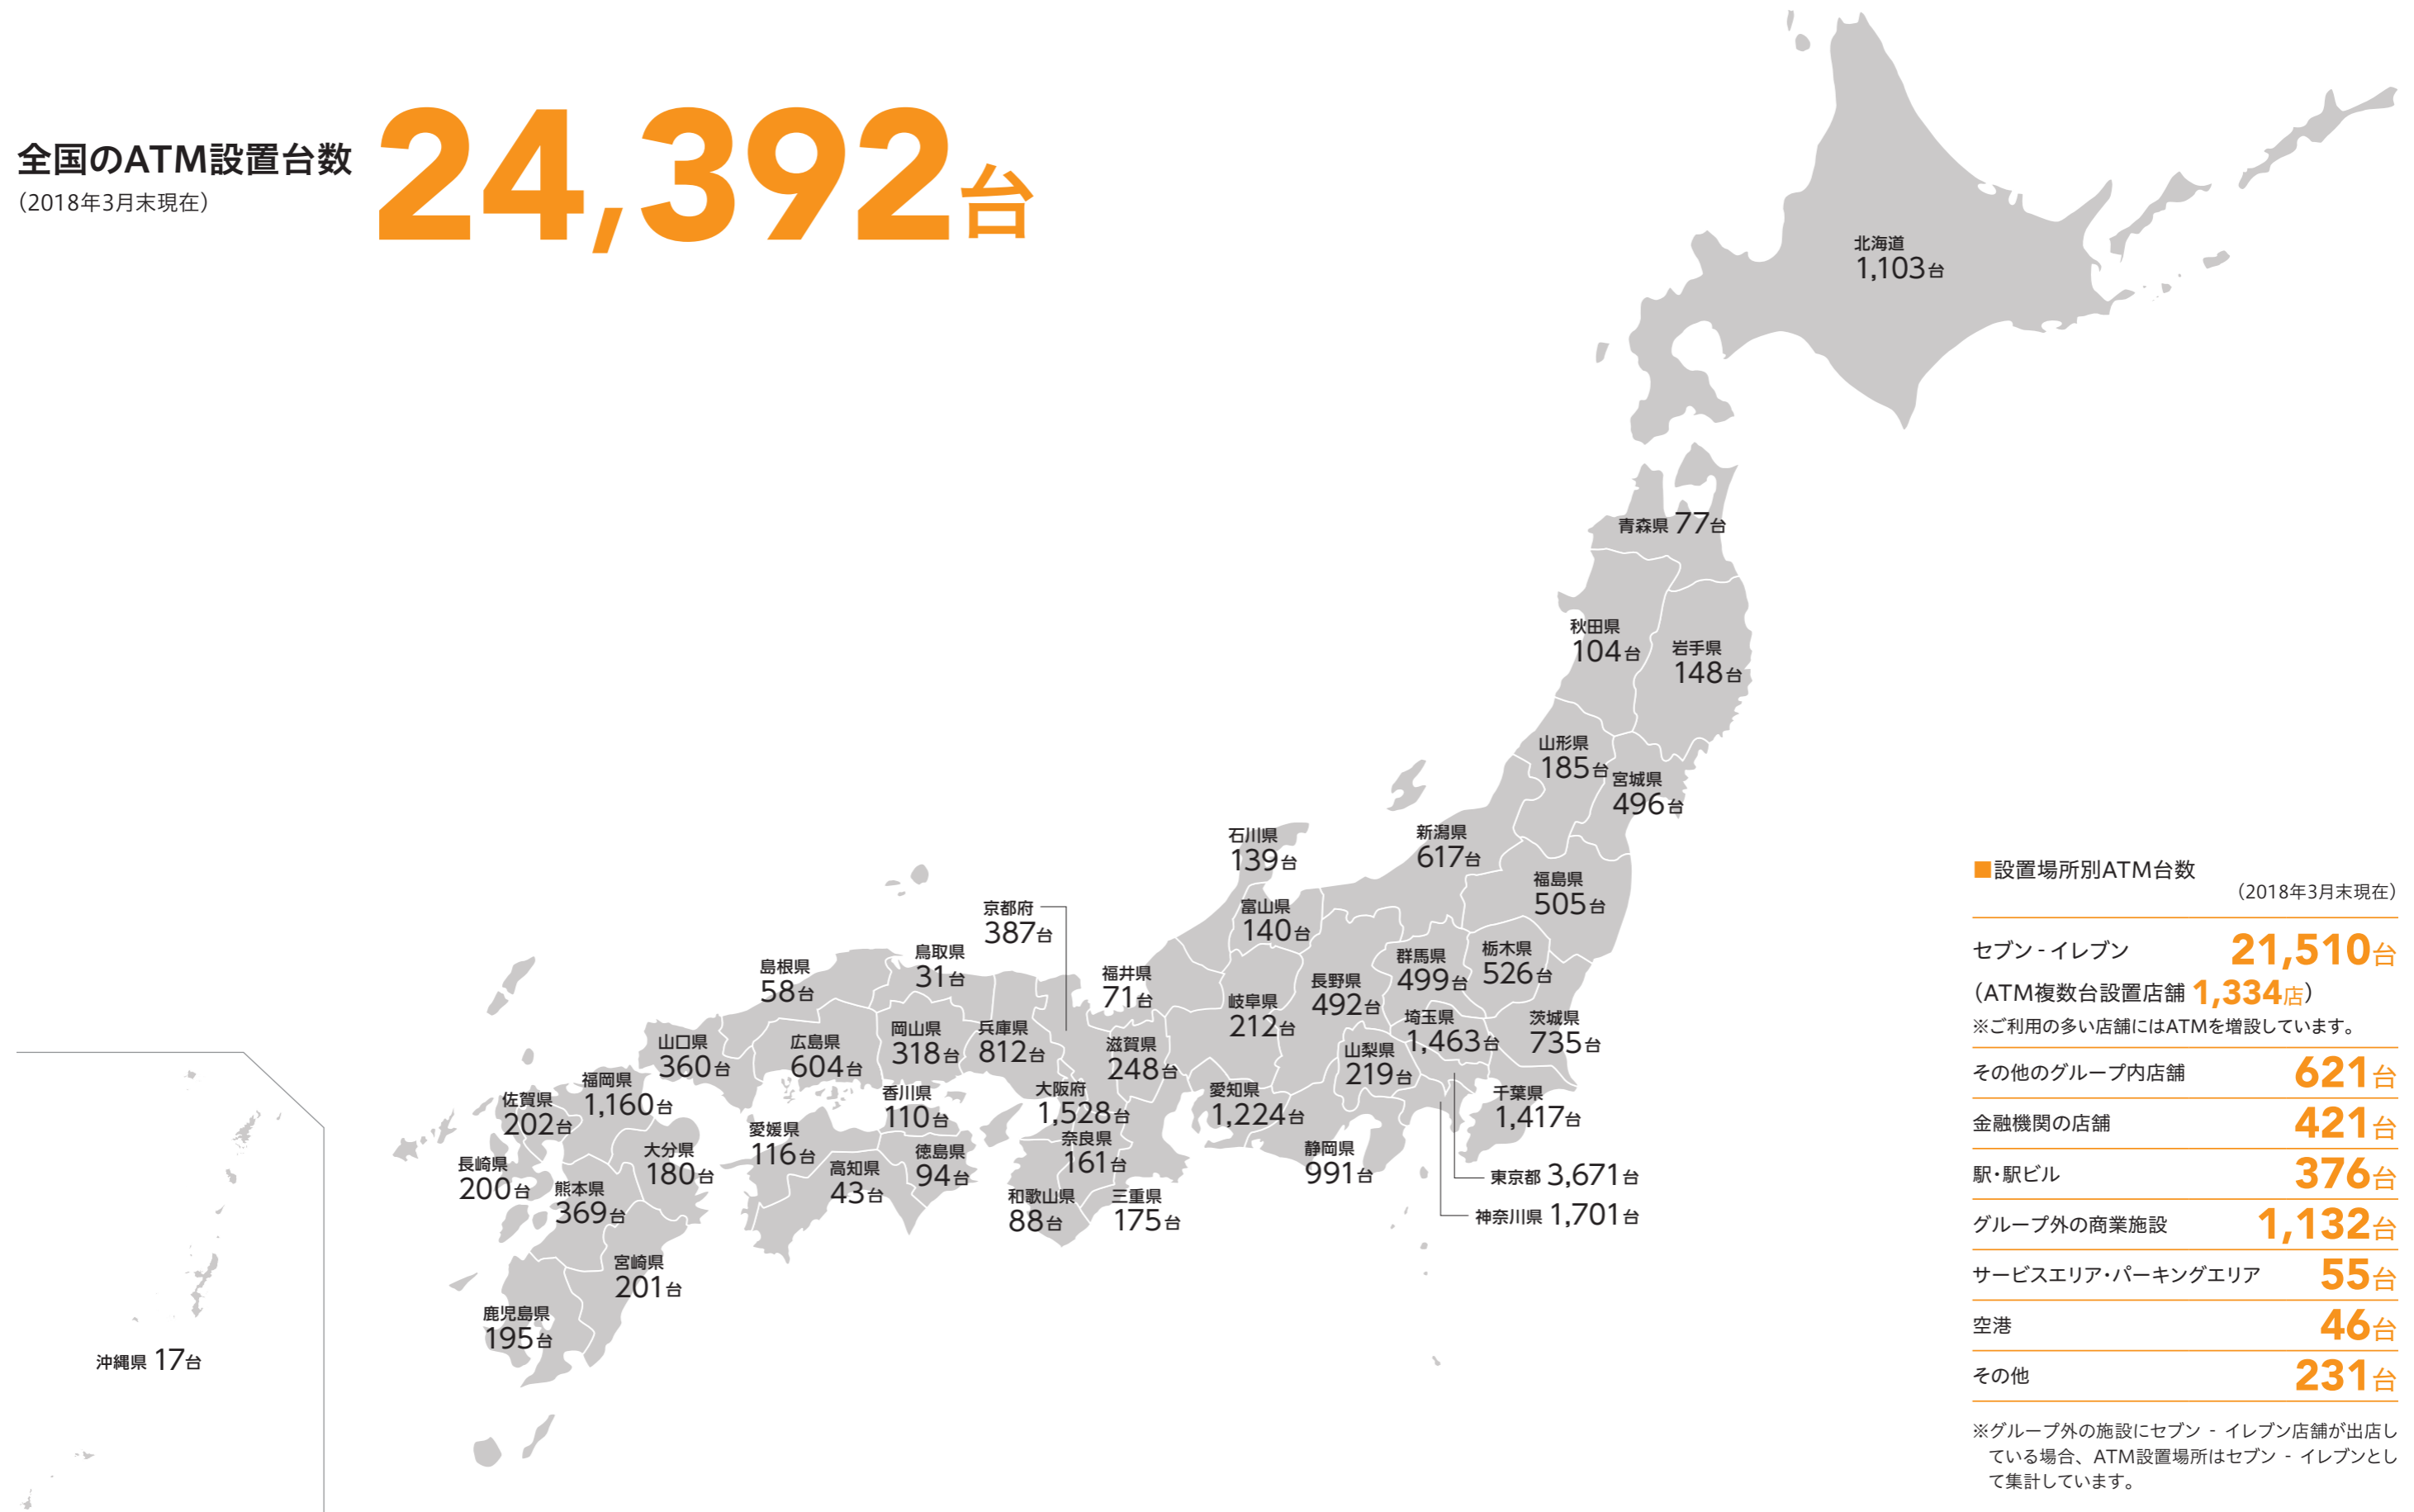 全国のATM設置台数
（2018年3月末現在）
24,392台
北海道
1,103台
青森県 77台
秋田県
104台
岩手県
148台
山形県
185台
宮城県
496台
石川県
139台
新潟県
617台
福島県
505台
富山県
140台
京都府
387台
鳥取県
31台
島根県
58台
福井県
71台
岐阜県
212台
長野県
492台
群馬県
499台
栃木県
526台
山口県
360台
広島県
604台
岡山県
318台
兵庫県
812台
滋賀県
248台
山梨県
219台
埼玉県
1,463台
茨城県
735台
福岡県
1,160台
佐賀県
202台
香川県
110台
大阪府
1,528台
愛知県
1,224台
千葉県
1,417台
長崎県
200台
熊本県
369台
大分県
180台
愛媛県
116台
高知県
43台
徳島県
94台
奈良県
161台
静岡県
991台
和歌山県
88台
三重県
175台
東京都 3,671台
神奈川県 1,701台
宮崎県
201台
鹿児島県
195台
沖縄県 17台
■設置場所別ATM台数
（2018年3月末現在）
セブン‐イレブン 21,510台
（ATM複数台設置店舗 1,334店）
※ご利用の多い店舗にはATMを増設しています。
その他のグループ内店舗 621台
金融機関の店舗 421台
駅・駅ビル 376台
グループ外の商業施設 1,132台
サービスエリア・パーキングエリア 55台
空港 46台
その他 231台
※グループ外の施設にセブン‐イレブン店舗が出店し
ている場合、ATM設置場所はセブン‐イレブンとし
て集計しています。